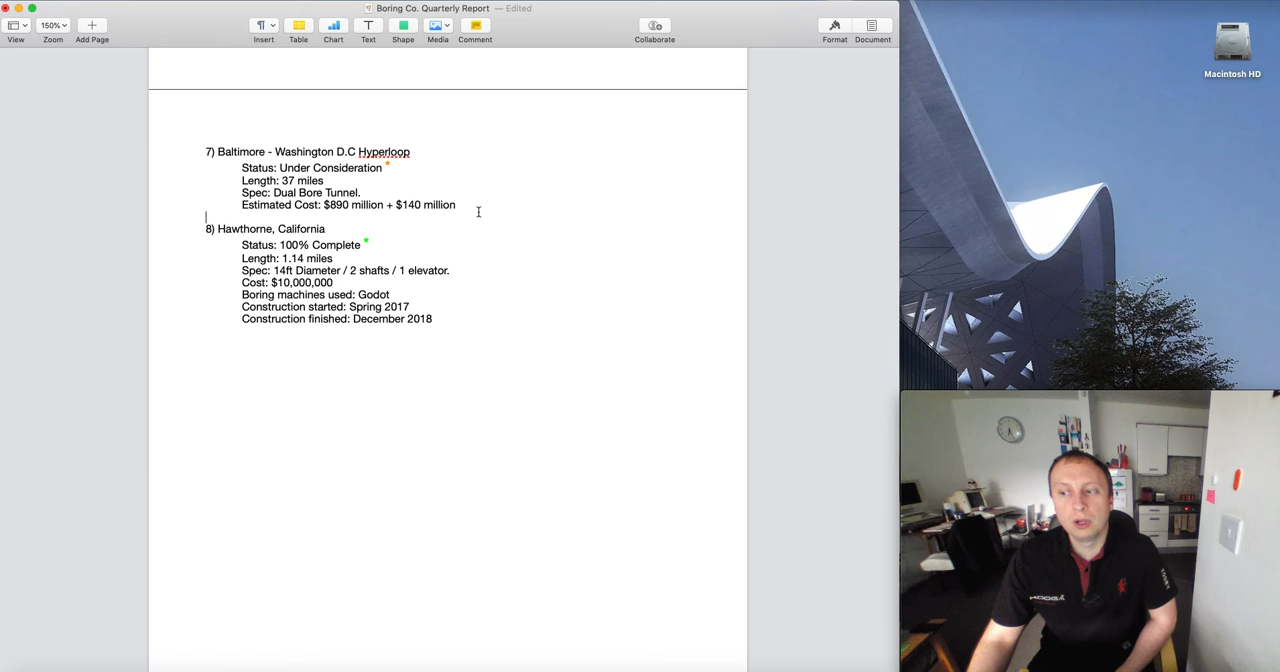 Boring Co. Quarterly Report — Edited
150%
View
Zoom
Add Page
Insert
Table
Chart
Text
Shape
Media
Comment
Collaborate
Format
Document
Macintosh HD
7) Baltimore - Washington D.C Hyperloop
Status: Under Consideration *
Length: 37 miles
Spec: Dual Bore Tunnel.
Estimated Cost: $890 million + $140 million
8) Hawthorne, California
Status: 100% Complete *
Length: 1.14 miles
Spec: 14ft Diameter / 2 shafts / 1 elevator.
Cost: $10,000,000
Boring machines used: Godot
Construction started: Spring 2017
Construction finished: December 2018